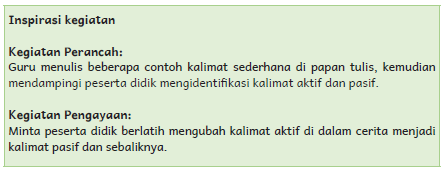 Inspirasi kegiatan
Kegiatan Perancah:
Guru menulis beberapa contoh kalimat sederhana di papan tulis, kemudian
mendampingi peserta didik mengidentifikasi kalimat aktif dan pasif.
Kegiatan Pengayaan:
Minta peserta didik berlatih mengubah kalimat aktif di dalam cerita menjadi
kalimat pasif dan sebaliknya.